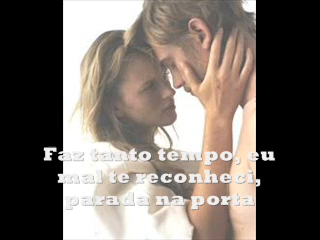 Faz tanto tempo, eu
mal te reconheci,
parada na porta